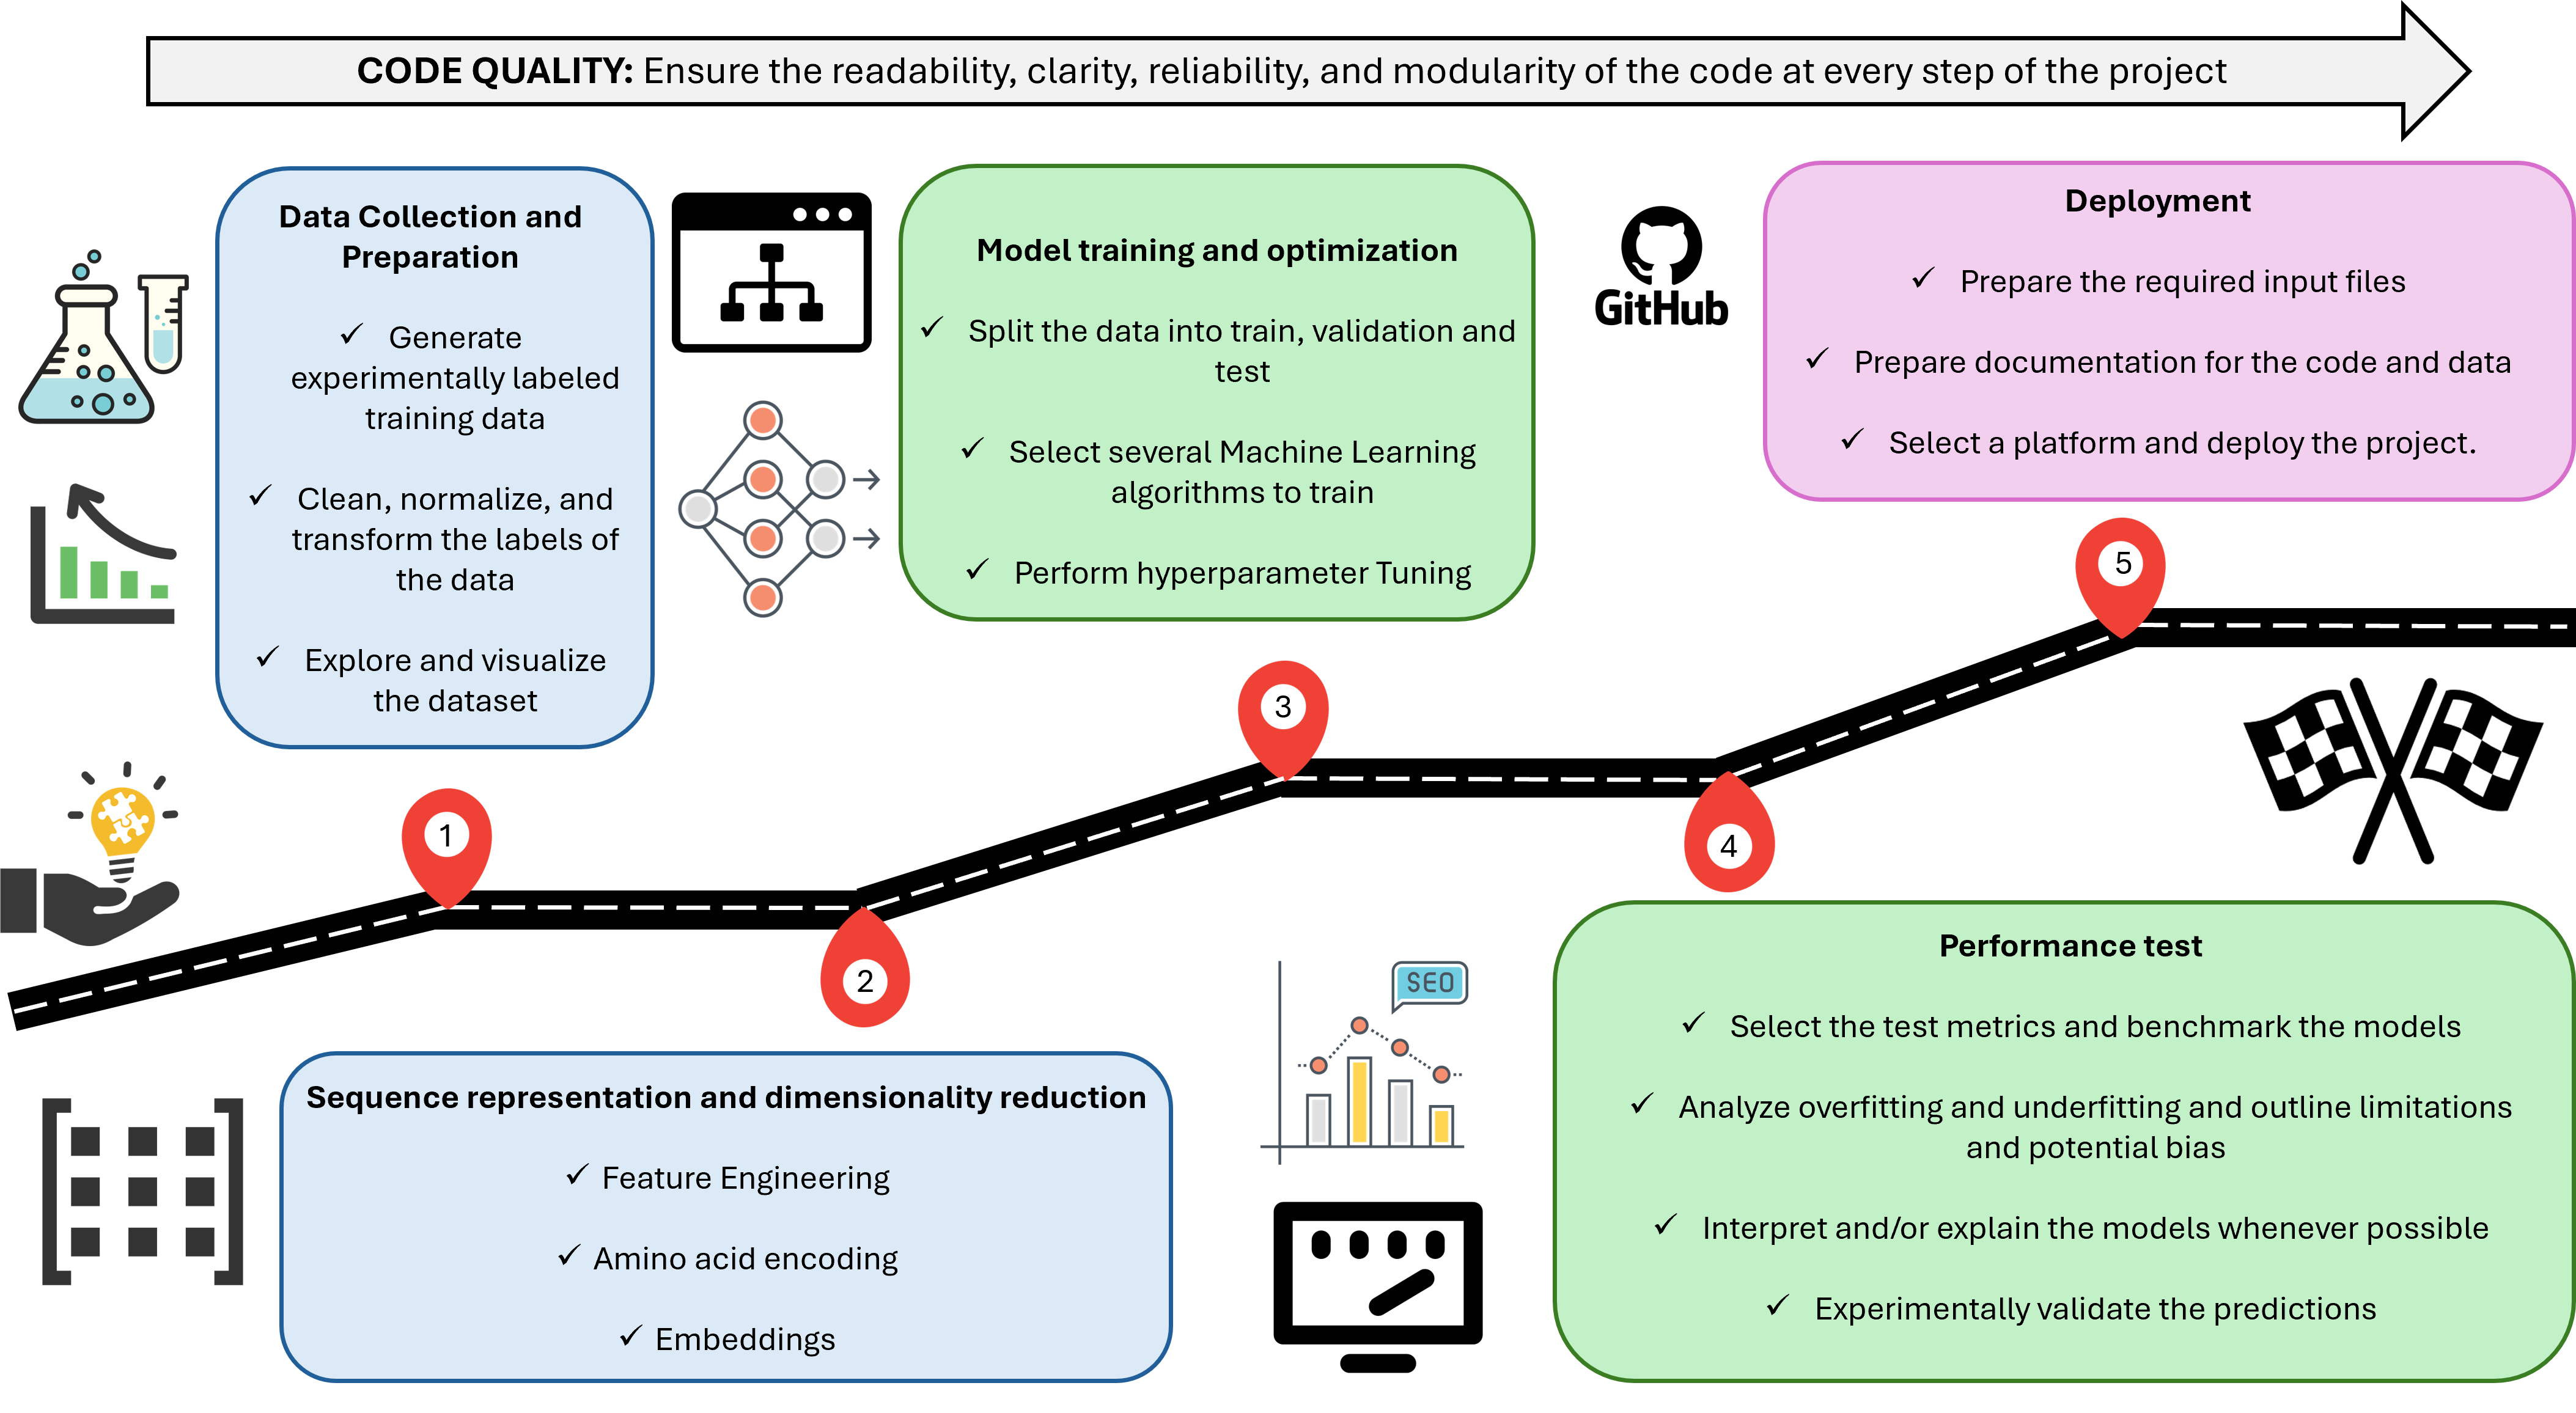 CODE QUALITY: Ensure the readability, clarity, reliability, and modularity of the code at every step of the project
Data Collection and
Preparation
✓ Generate
experimentally labeled
training data
✓ Clean, normalize, and
transform the labels of
the data
✓ Explore and visualize
the dataset
1
Sequence representation and dimensionality reduction
✓ Feature Engineering
✓ Amino acid encoding
✓ Embeddings
2
Model training and optimization
✓ Split the data into train, validation and
test
✓ Select several Machine Learning
algorithms to train
✓ Perform hyperparameter Tuning
3
SEO
Performance test
✓ Select the test metrics and benchmark the models
✓ Analyze overfitting and underfitting and outline limitations
and potential bias
✓ Interpret and/or explain the models whenever possible
✓ Experimentally validate the predictions
4
GitHub
Deployment
✓ Prepare the required input files
✓ Prepare documentation for the code and data
✓ Select a platform and deploy the project.
5